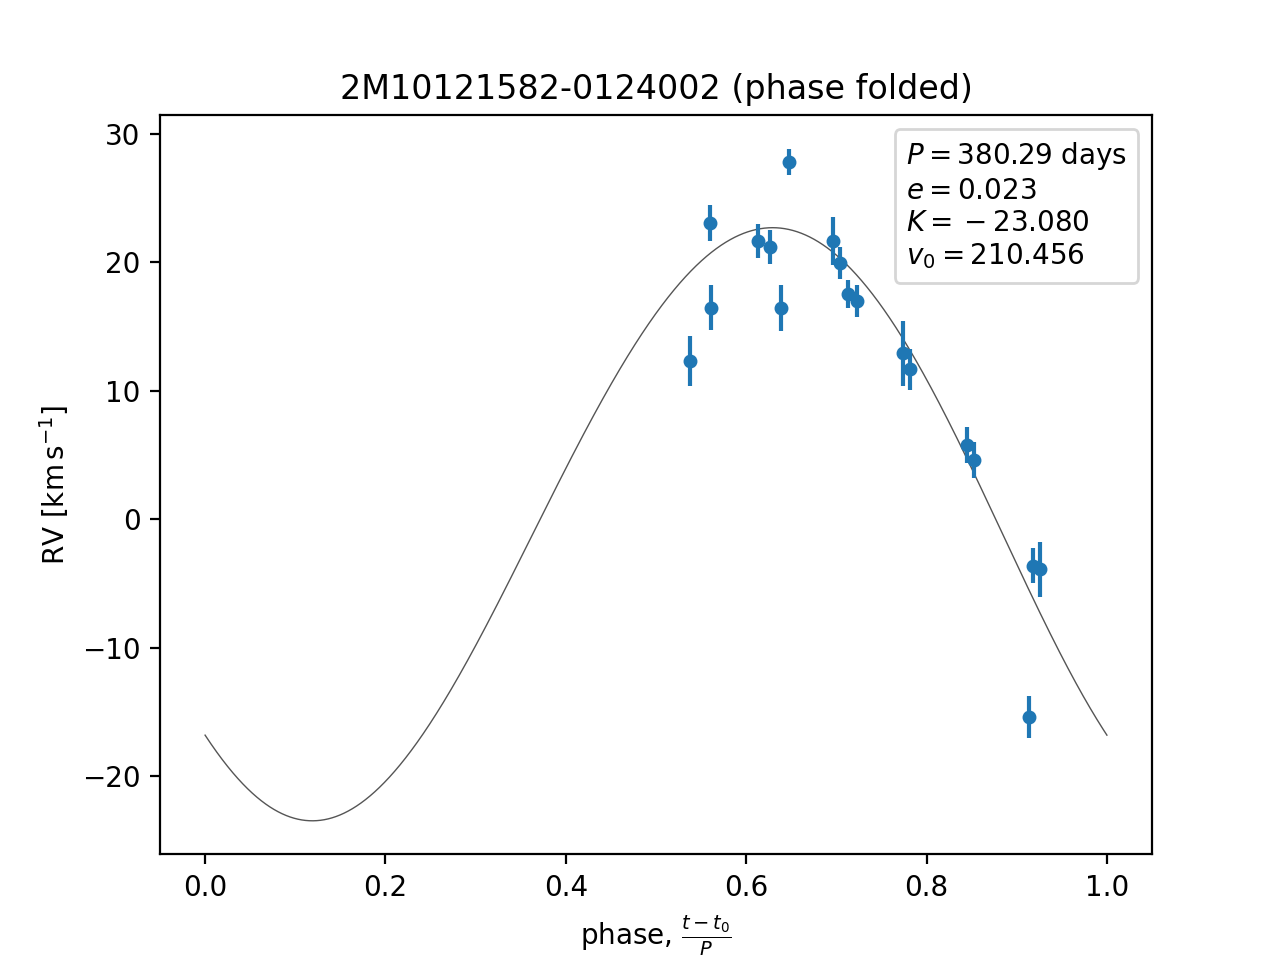 2M10121582-0124002 (phase folded)
P = 380.29 days
e = 0.023
K = −23.080
v₀ = 210.456
30
20
10
0
−10
−20
RV [km s⁻¹]
0.0 0.2 0.4 0.6 0.8 1.0
phase, (t − t₀)/P